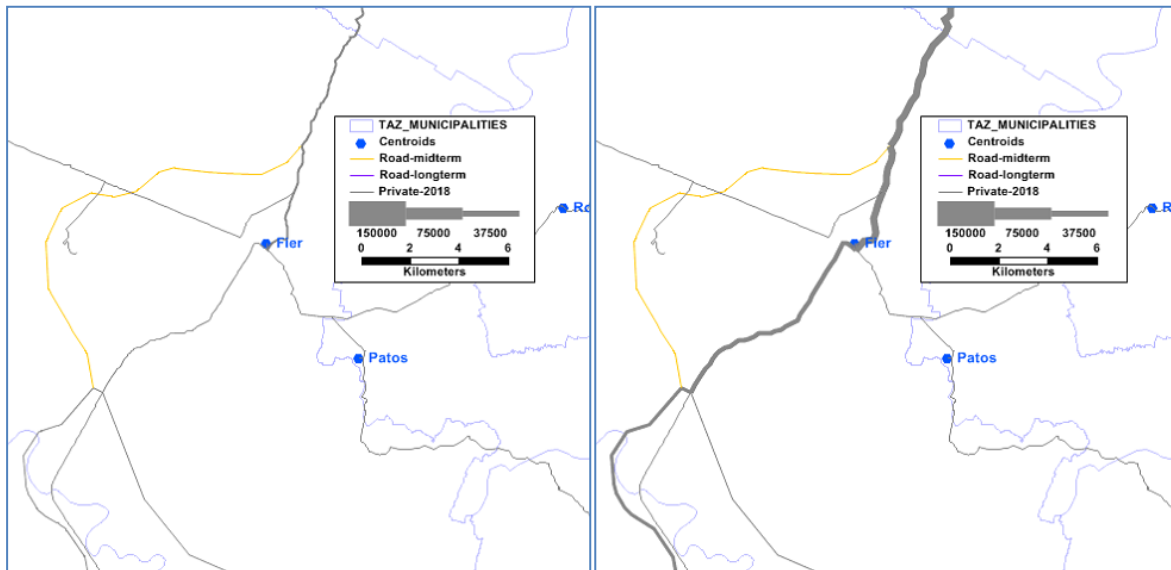 TAZ_MUNICIPALITIES
Centroids
Road-midterm
Road-longterm
Private-2018
150000 75000 37500
0 2 4 6
Kilometers
Fier
Patos
TAZ_MUNICIPALITIES
Centroids
Road-midterm
Road-longterm
Private-2018
150000 75000 37500
0 2 4 6
Kilometers
R
Fier
Patos